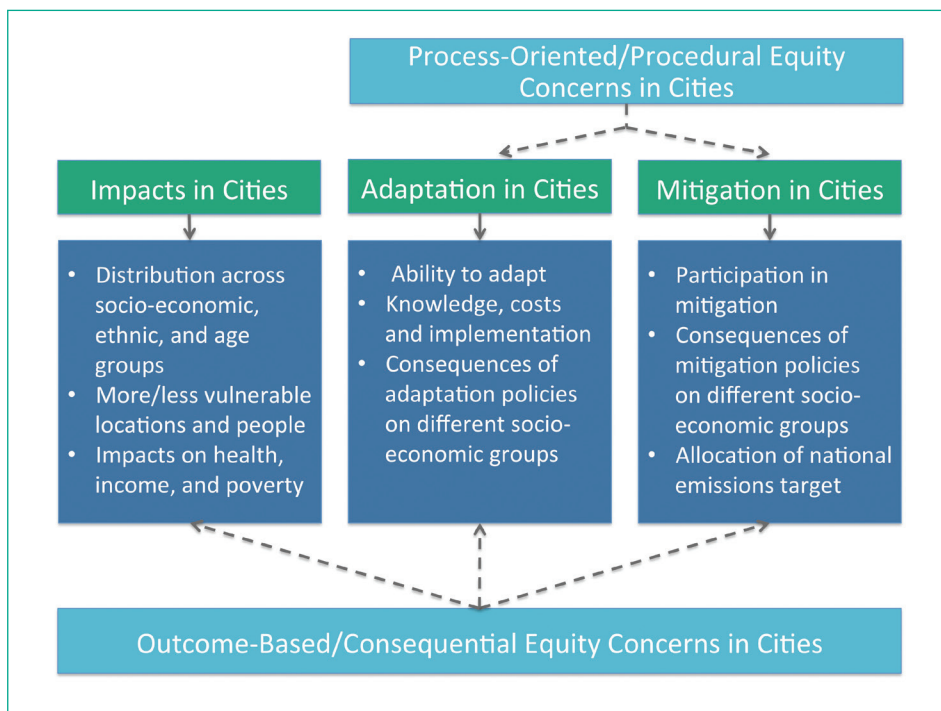 Process-Oriented/Procedural Equity
Concerns in Cities
Impacts in Cities
• Distribution across
socio-economic,
ethnic, and age
groups
• More/less vulnerable
locations and people
• Impacts on health,
income, and poverty
Adaptation in Cities
• Ability to adapt
• Knowledge, costs
and implementation
• Consequences of
adaptation policies
on different socio-
economic groups
Mitigation in Cities
• Participation in
mitigation
• Consequences of
mitigation policies
on different socio-
economic groups
• Allocation of national
emissions target
Outcome-Based/Consequential Equity Concerns in Cities